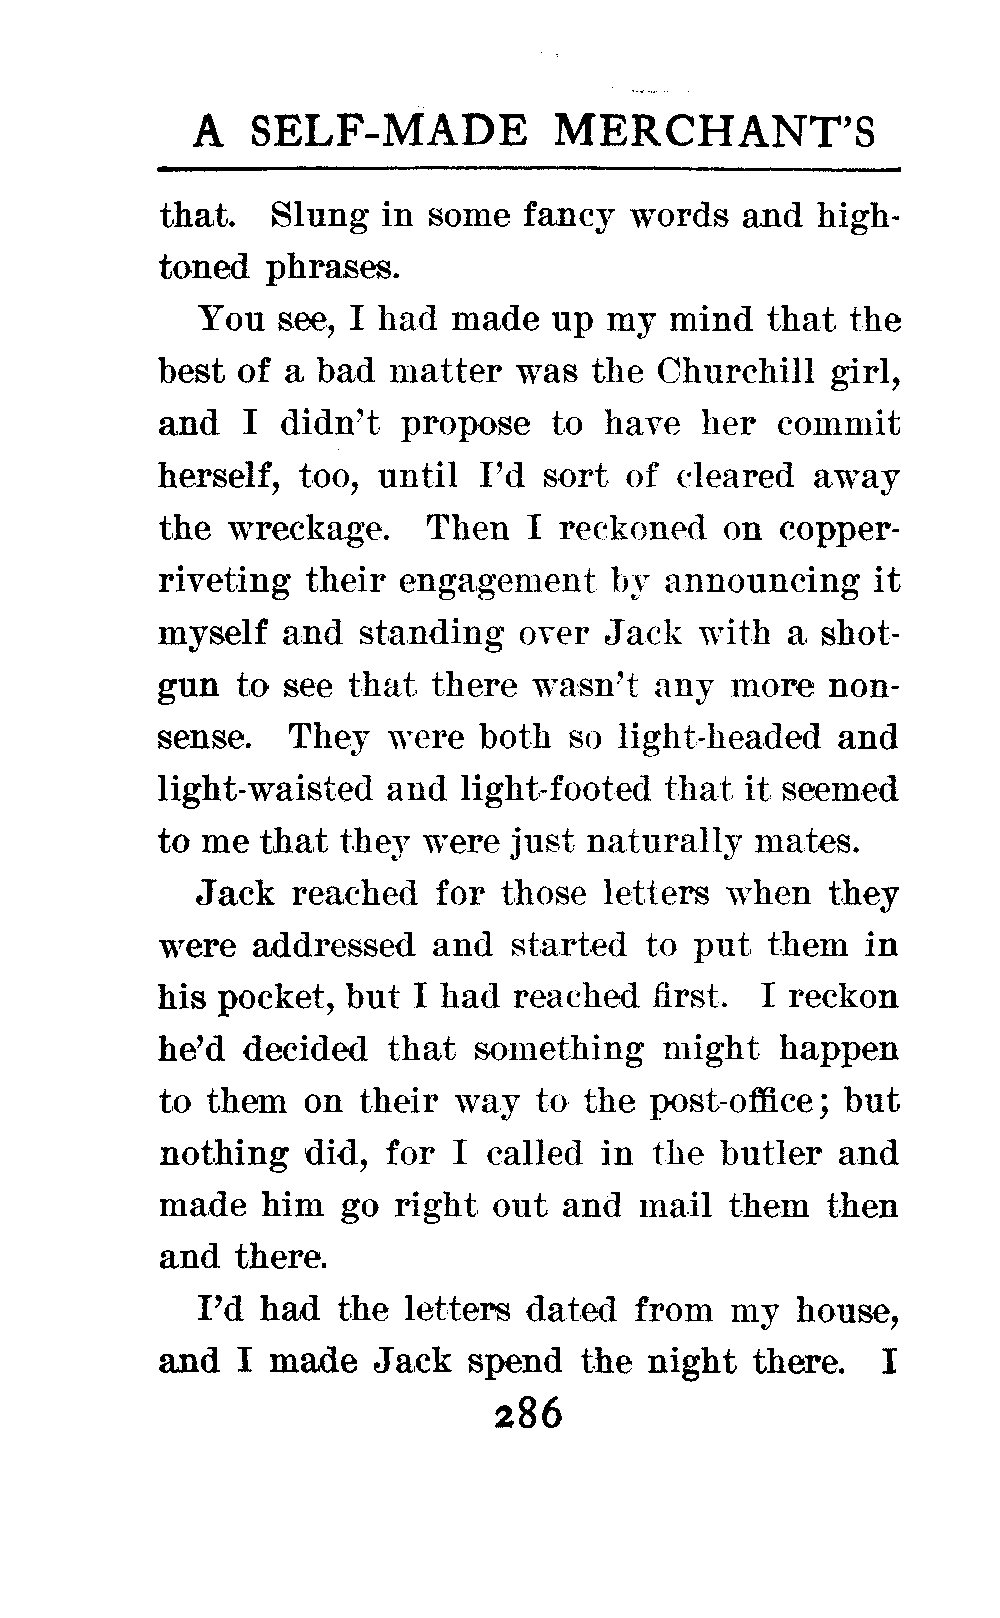 A SELF-MADE MERCHANT'S
that. Slung in some fancy words and high-
toned phrases.
You see, I had made up my mind that the
best of a bad matter was the Churchill girl,
and I didn't propose to have her commit
herself, too, until I'd sort of cleared away
the wreckage. Then I reckoned on copper-
riveting their engagement by announcing it
myself and standing over Jack with a shot-
gun to see that there wasn't any more non-
sense. They were both so light-headed and
light-waisted and light-footed that it seemed
to me that they were just naturally mates.
Jack reached for those letters when they
were addressed and started to put them in
his pocket, but I had reached first. I reckon
he'd decided that something might happen
to them on their way to the post-office; but
nothing did, for I called in the butler and
made him go right out and mail them then
and there.
I'd had the letters dated from my house,
and I made Jack spend the night there. I
286